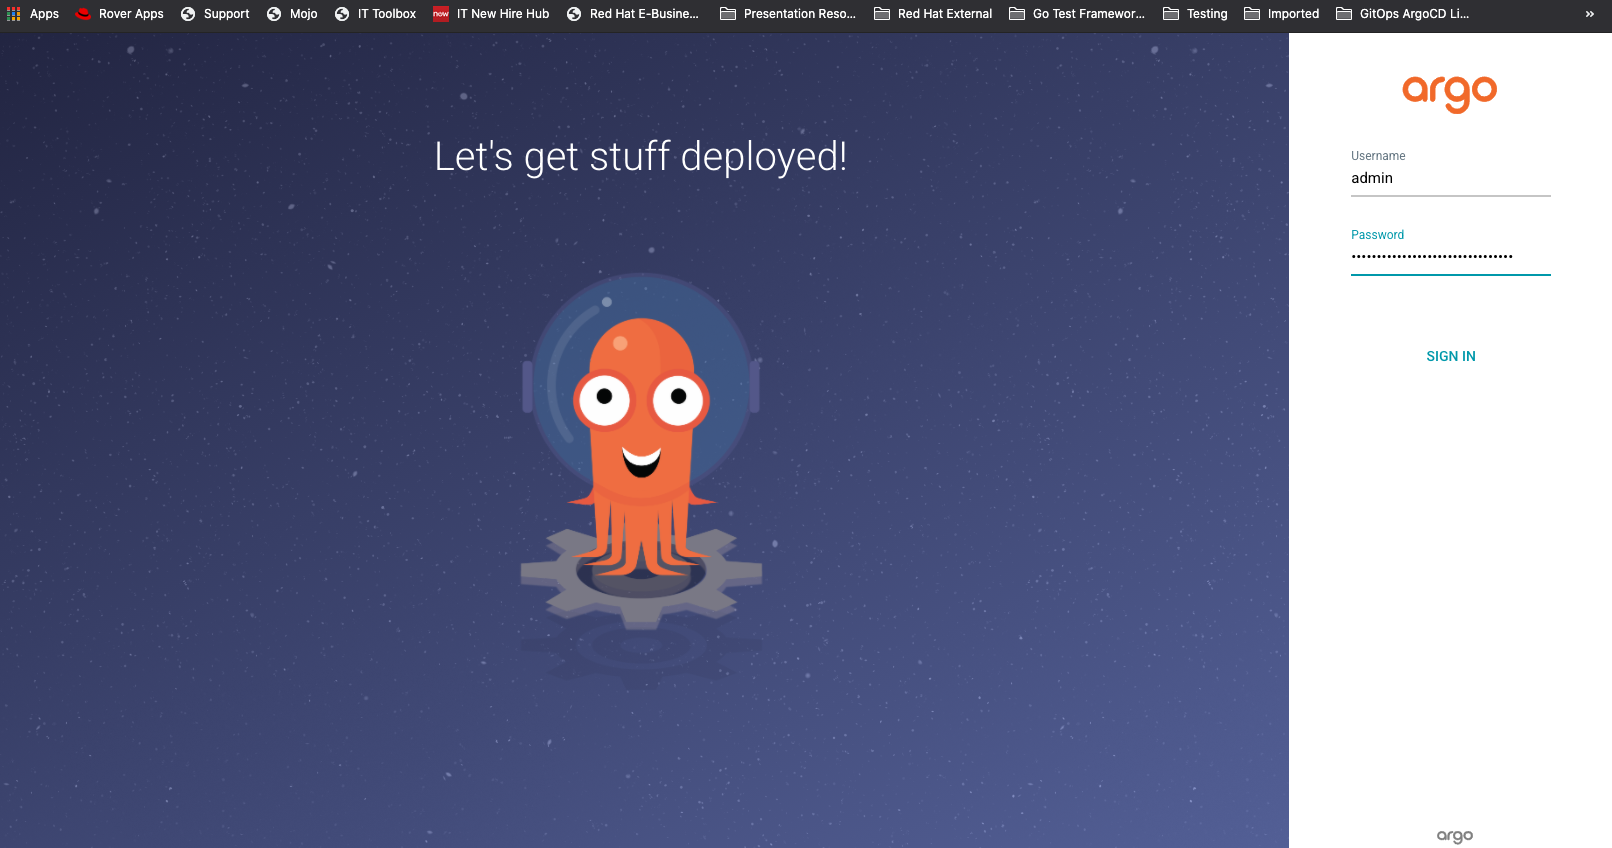 Apps Rover Apps Support Mojo IT Toolbox now IT New Hire Hub Red Hat E-Busine... Presentation Reso... Red Hat External Go Test Framewor... Testing Imported GitOps ArgoCD Li... »
Let's get stuff deployed!
argo
Username
admin
Password
••••••••••••••••••••••••••••••••
SIGN IN
argo